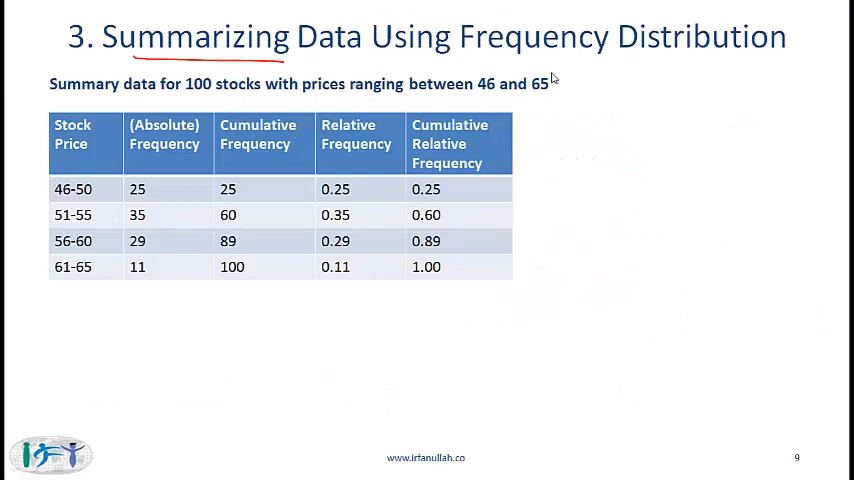 3. Summarizing Data Using Frequency Distribution
Summary data for 100 stocks with prices ranging between 46 and 65
Stock Price (Absolute) Frequency Cumulative Frequency Relative Frequency Cumulative Relative Frequency
46-50 25 25 0.25 0.25
51-55 35 60 0.35 0.60
56-60 29 89 0.29 0.89
61-65 11 100 0.11 1.00
www.irfanullah.co 9